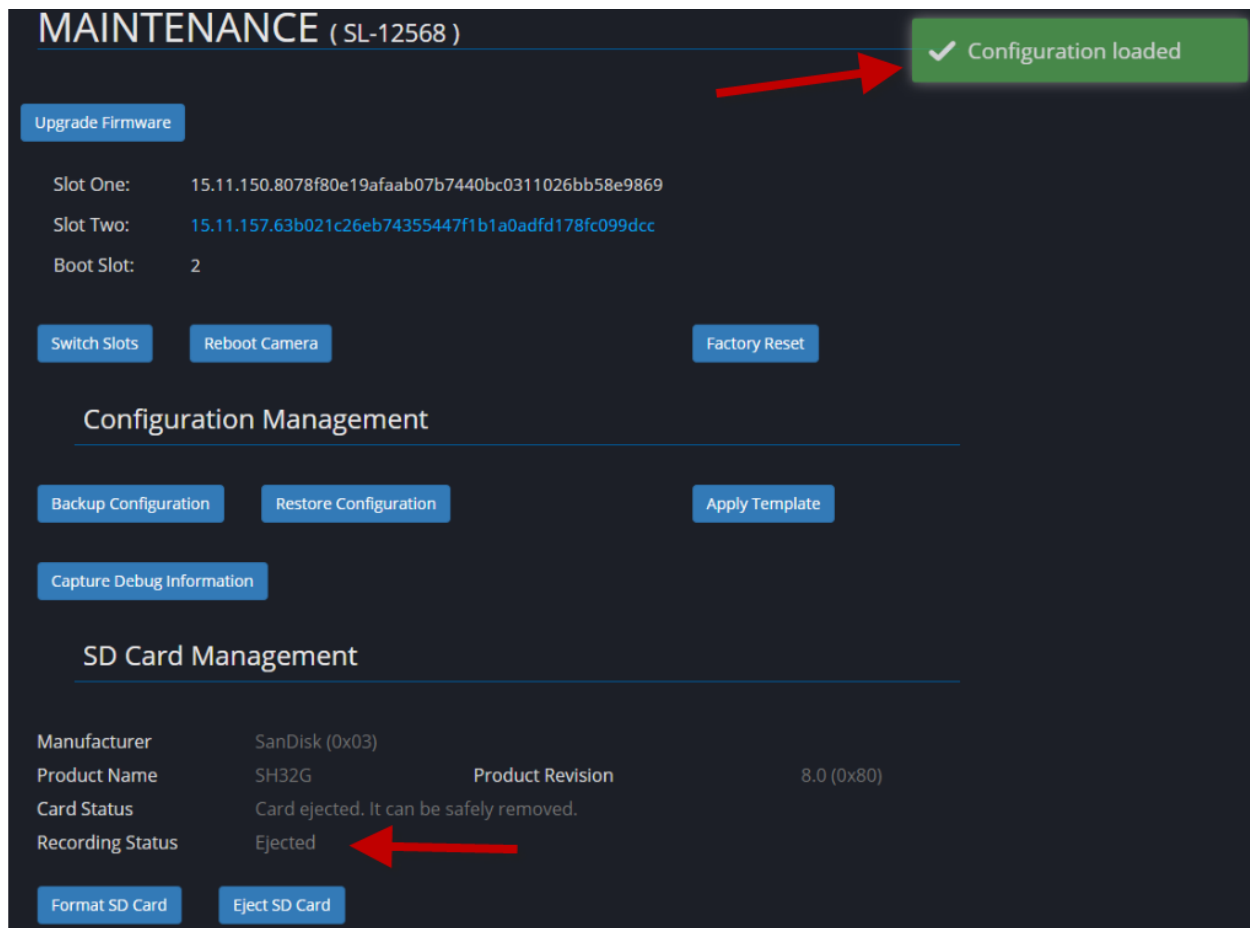 MAINTENANCE ( SL-12568 )
Configuration loaded
Upgrade Firmware
Slot One: 15.11.150.8078f80e19afaab07b7440bc0311026bb58e9869
Slot Two: 15.11.157.63b021c26eb74355447f1b1a0adfd178fc099dcc
Boot Slot: 2
Switch Slots Reboot Camera Factory Reset
Configuration Management
Backup Configuration Restore Configuration Apply Template
Capture Debug Information
SD Card Management
Manufacturer SanDisk (0x03)
Product Name SH32G Product Revision 8.0 (0x80)
Card Status Card ejected. It can be safely removed.
Recording Status Ejected
Format SD Card Eject SD Card